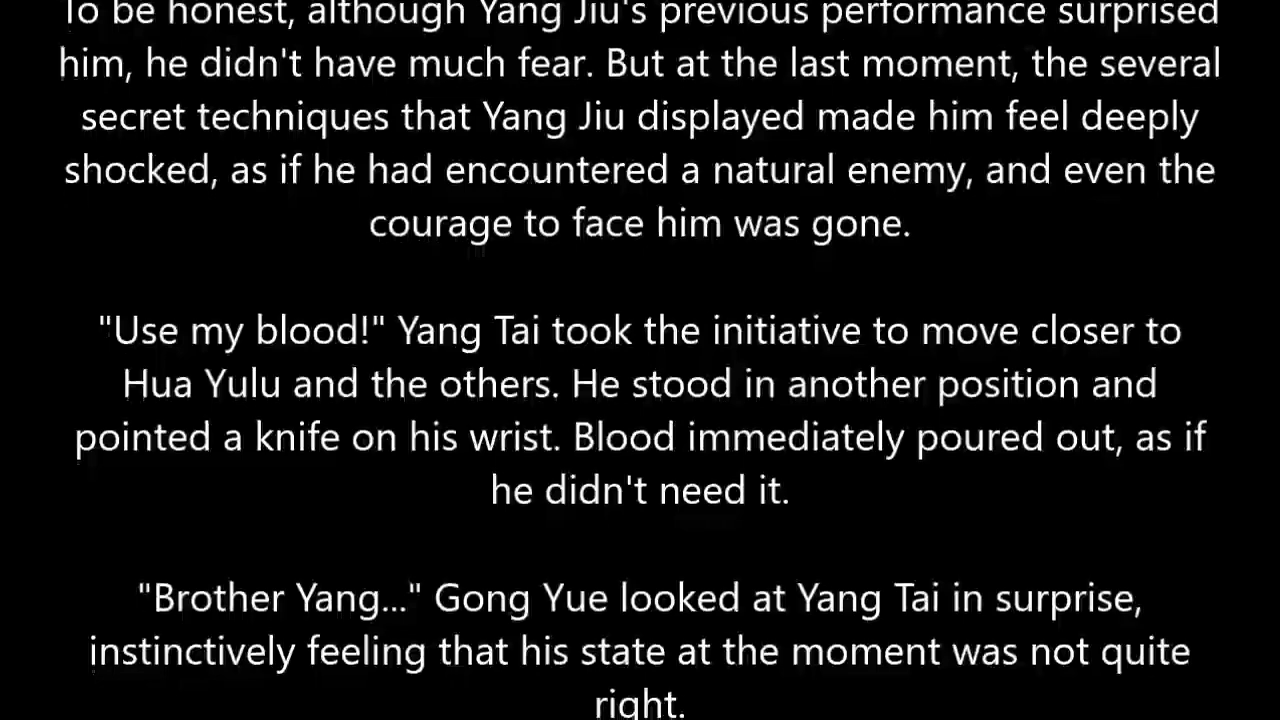 To be honest, although Yang Jiu's previous performance surprised
him, he didn't have much fear. But at the last moment, the several
secret techniques that Yang Jiu displayed made him feel deeply
shocked, as if he had encountered a natural enemy, and even the
courage to face him was gone.
"Use my blood!" Yang Tai took the initiative to move closer to
Hua Yulu and the others. He stood in another position and
pointed a knife on his wrist. Blood immediately poured out, as if
he didn't need it.
"Brother Yang..." Gong Yue looked at Yang Tai in surprise,
instinctively feeling that his state at the moment was not quite
right.